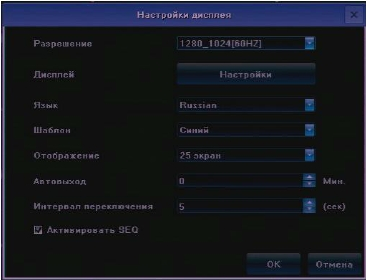 Настройки дисплея
Разрешение 1280_1024[60HZ]
Дисплей Настройки
Язык Russian
Шаблон Синий
Отображение 25 экран
Автовыход 0 Мин.
Интервал переключения 5 (сек)
Активировать SEQ
OK Отмена